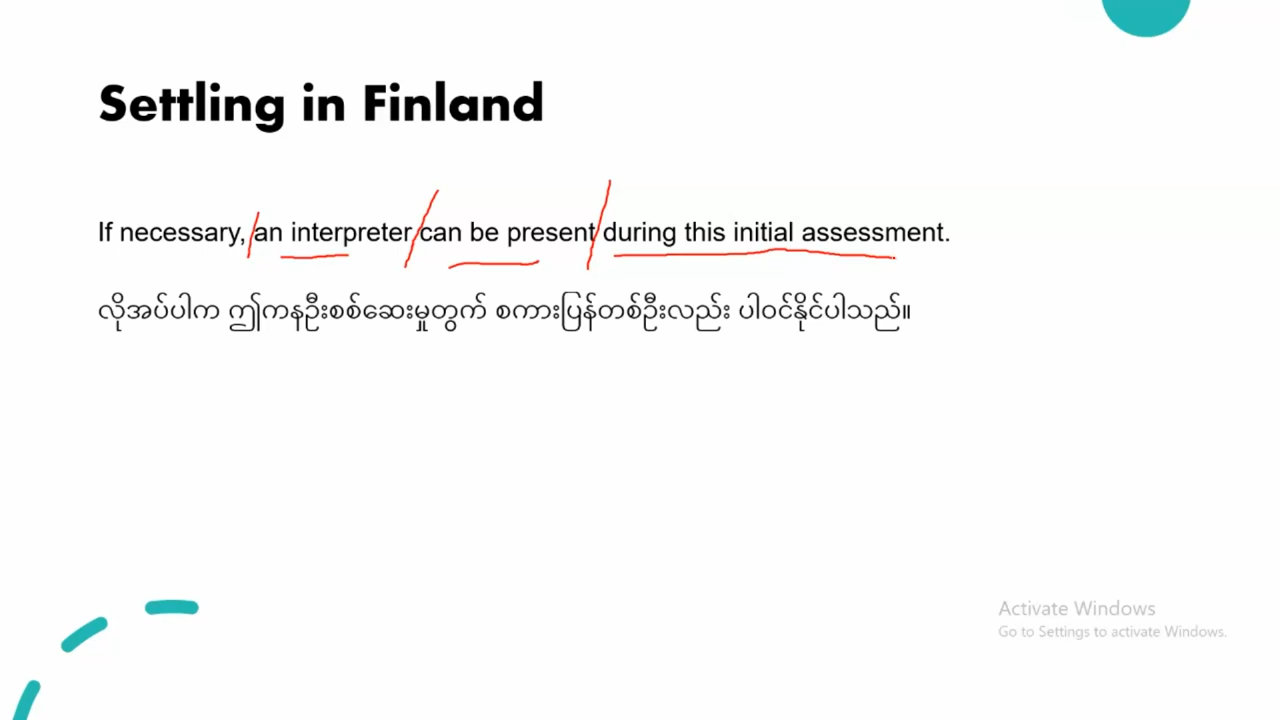 Settling in Finland
If necessary, an interpreter can be present during this initial assessment.
လိုအပ်ပါက ဤကနဦးစစ်ဆေးမှုတွက် စကားပြန်တစ်ဦးလည်း ပါဝင်နိုင်ပါသည်။
Activate Windows
Go to Settings to activate Windows.